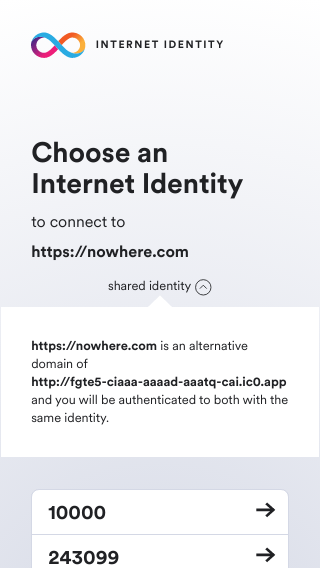 INTERNET IDENTITY
Choose an
Internet Identity
to connect to
https://nowhere.com
shared identity
https://nowhere.com is an alternative
domain of
http://fgte5-ciaaa-aaaad-aaatq-cai.ic0.app
and you will be authenticated to both with the
same identity.
10000
243099